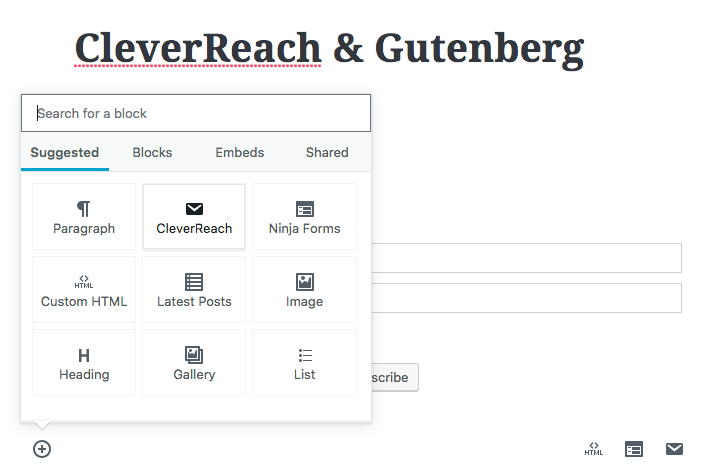 CleverReach & Gutenberg
Search for a block
Suggested Blocks Embeds Shared
Paragraph CleverReach Ninja Forms
HTML
Custom HTML Latest Posts Image
H
Heading Gallery List
scribe
HTML